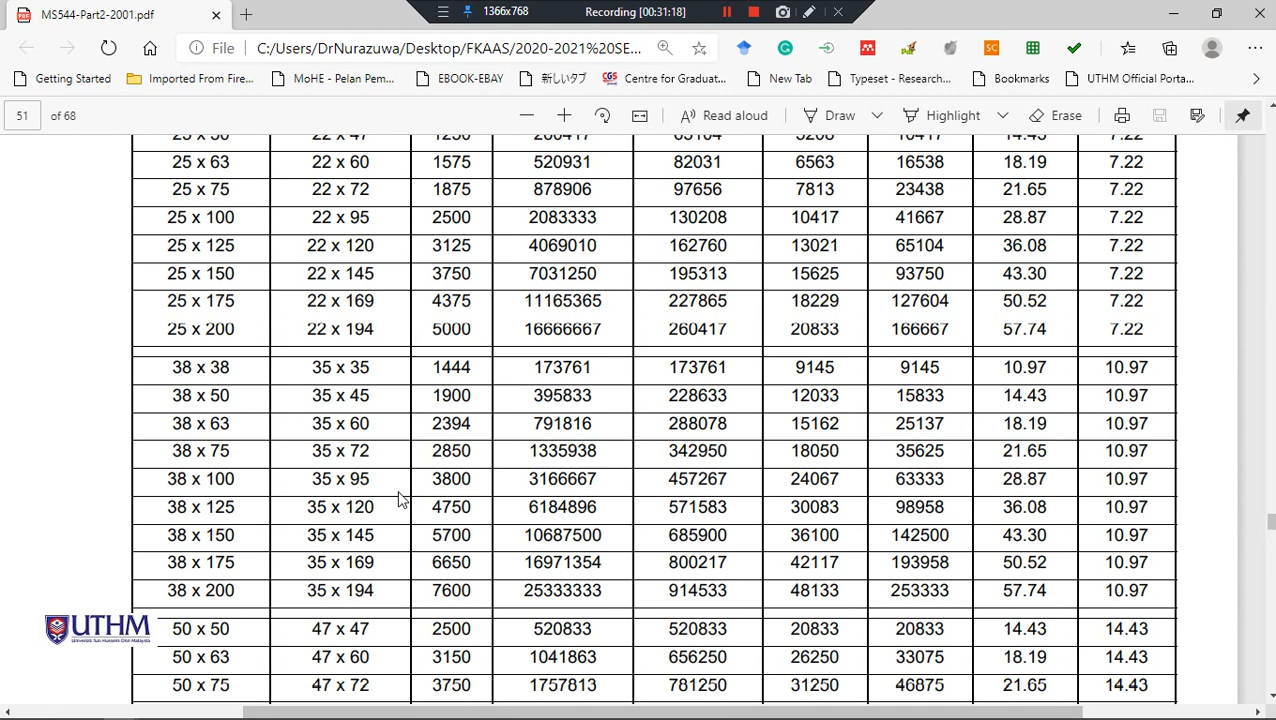 MS544-Part2-2001.pdf
1366x768
Recording [00:31:18]
File
C:/Users/DrNurazuwa/Desktop/FKAAS/2020-2021%20SE...
Getting Started
Imported From Fire...
MoHE - Pelan Pem...
EBOOK-EBAY
新しいタブ
CGS
Centre for Graduat...
New Tab
Typeset - Research...
Bookmarks
UTHM Official Porta...
51 of 68
Read aloud
Draw
Highlight
Erase
25 x 63 22 x 60 1575 520931 82031 6563 16538 18.19 7.22
25 x 75 22 x 72 1875 878906 97656 7813 23438 21.65 7.22
25 x 100 22 x 95 2500 2083333 130208 10417 41667 28.87 7.22
25 x 125 22 x 120 3125 4069010 162760 13021 65104 36.08 7.22
25 x 150 22 x 145 3750 7031250 195313 15625 93750 43.30 7.22
25 x 175 22 x 169 4375 11165365 227865 18229 127604 50.52 7.22
25 x 200 22 x 194 5000 16666667 260417 20833 166667 57.74 7.22
38 x 38 35 x 35 1444 173761 173761 9145 9145 10.97 10.97
38 x 50 35 x 45 1900 395833 228633 12033 15833 14.43 10.97
38 x 63 35 x 60 2394 791816 288078 15162 25137 18.19 10.97
38 x 75 35 x 72 2850 1335938 342950 18050 35625 21.65 10.97
38 x 100 35 x 95 3800 3166667 457267 24067 63333 28.87 10.97
38 x 125 35 x 120 4750 6184896 571583 30083 98958 36.08 10.97
38 x 150 35 x 145 5700 10687500 685900 36100 142500 43.30 10.97
38 x 175 35 x 169 6650 16971354 800217 42117 193958 50.52 10.97
38 x 200 35 x 194 7600 25333333 914533 48133 253333 57.74 10.97
UTHM
Universiti Tun Hussein Onn Malaysia
50 x 50 47 x 47 2500 520833 520833 20833 20833 14.43 14.43
50 x 63 47 x 60 3150 1041863 656250 26250 33075 18.19 14.43
50 x 75 47 x 72 3750 1757813 781250 31250 46875 21.65 14.43